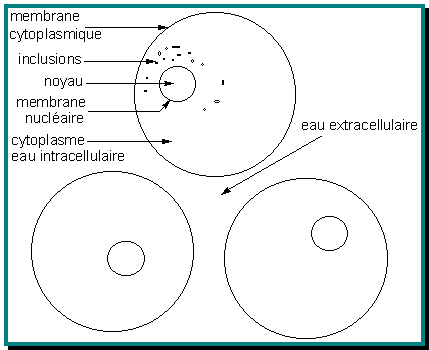 membrane
cytoplasmique
inclusions
noyau
membrane
nucléaire
cytoplasme
eau intracellulaire
eau extracellulaire